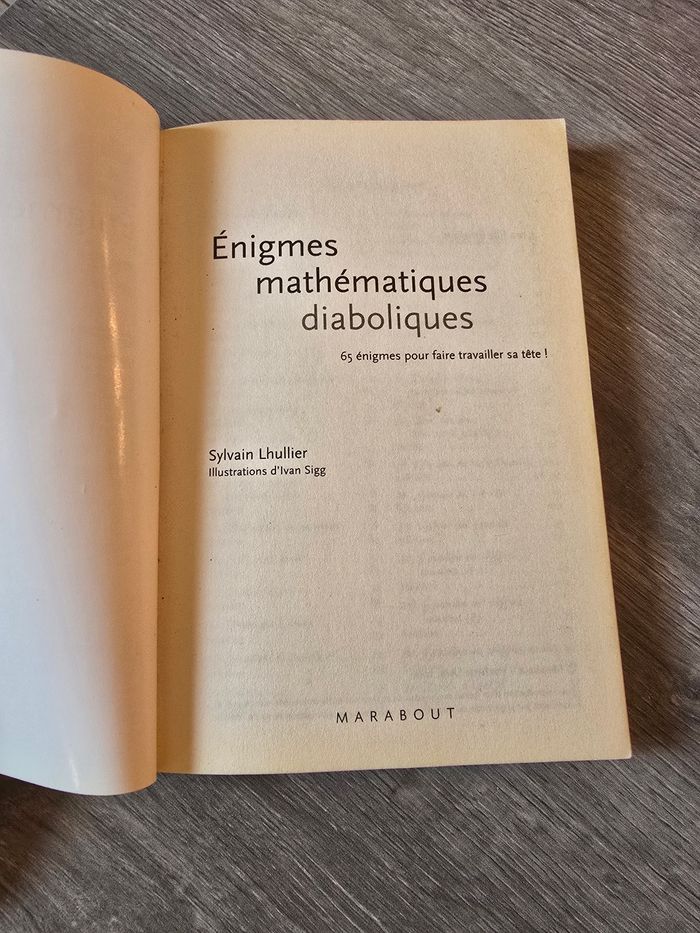 Énigmes
mathématiques
diaboliques
65 énigmes pour faire travailler sa tête !
Sylvain Lhullier
Illustrations d'Ivan Sigg
MARABOUT